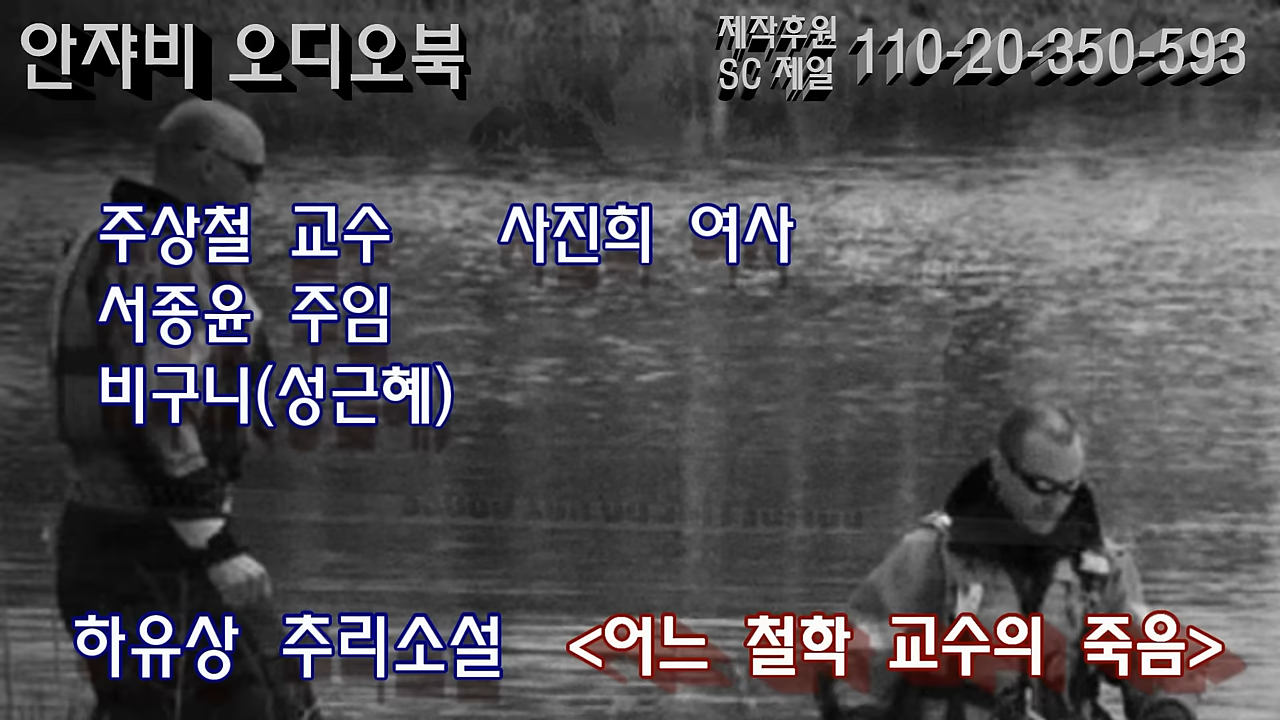 안쟈비 오디오북
제작후원
SC 제일
110-20-350-593
주상철 교수 사진희 여사
서종윤 주임
비구니(성근혜)
하유상 추리소설 <어느 철학 교수의 죽음>